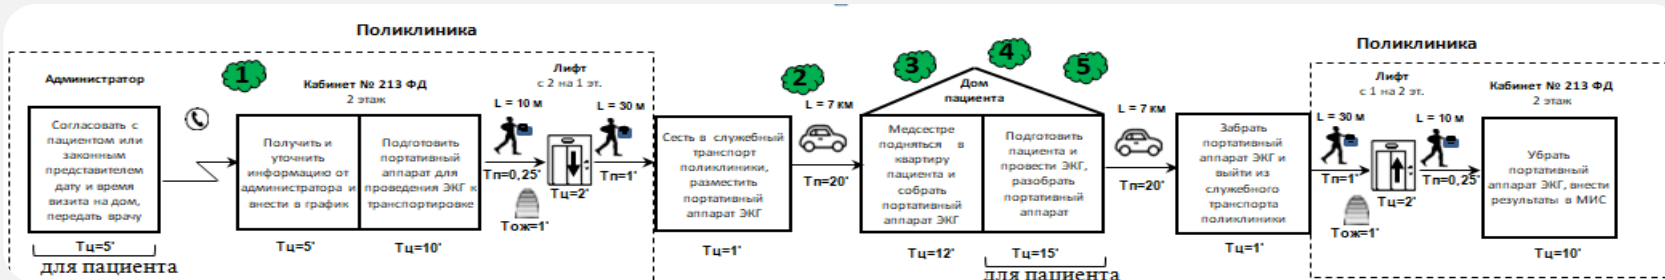 Поликлиника
Администратор
Согласовать с
пациентом или
законным
представителем
дату и время
визита на дом,
передать врачу
Тц=5'
для пациента
1
Кабинет № 213 ФД
2 этаж
Получить и
уточнить
информацию от
администратора и
внести в график
Тц=5'
Подготовить
портативный
аппарат для
проведения ЭКГ к
транспортировке
Тц=10'
L = 10 м
Тп=0,25'
Тож=1'
Лифт
с 2 на 1 эт.
Тц=2'
L = 30 м
Тп=1'
Сесть в служебный
транспорт
поликлиники,
разместить
портативный
аппарат ЭКГ
Тц=1'
2
L = 7 км
Тп=20'
3
4
5
Дом
пациента
Медсестре
подняться в
квартиру
пациента и
собрать
портативный
аппарат ЭКГ
Тц=12'
Подготовить
пациента и
провести ЭКГ,
разобрать
портативный
аппарат
Тц=15'
для пациента
L = 7 км
Тп=20'
Забрать
портативный
аппарат ЭКГ и
выйти из
служебного
транспорта
поликлиники
Тц=1'
Поликлиника
L = 30 м
Тп=1'
Тож=1'
Лифт
с 1 на 2 эт.
Тц=2'
L = 10 м
Тп=0,25'
Кабинет № 213 ФД
2 этаж
Убрать
портативный
аппарат ЭКГ, внести
результаты в МИС
Тц=10'